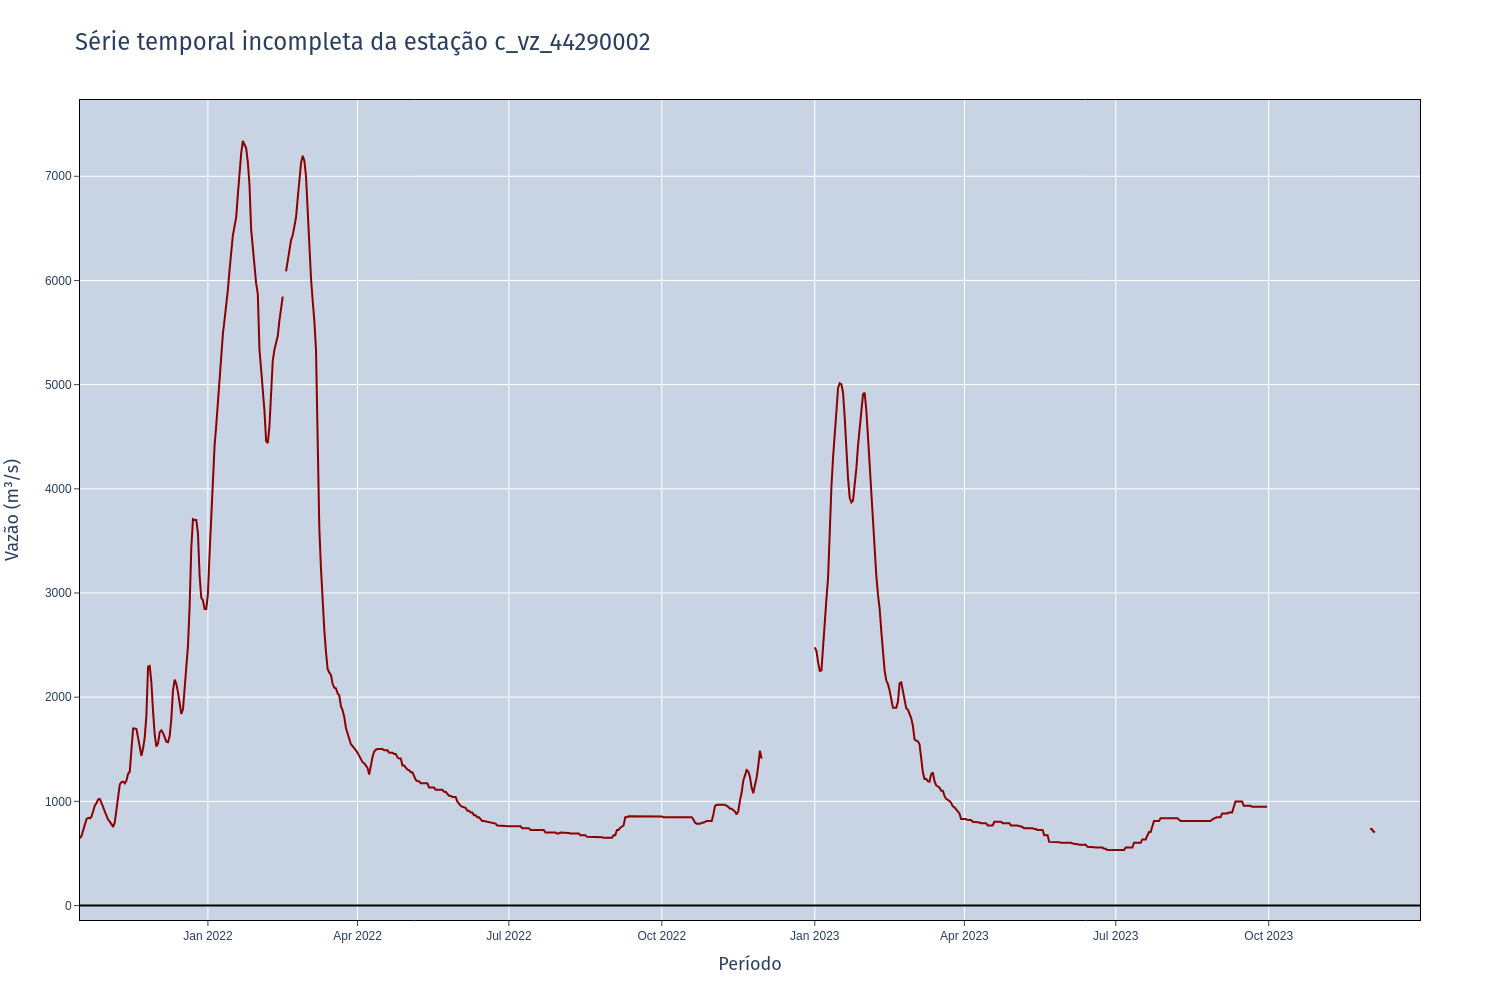 Série temporal incompleta da estação c_vz_44290002
7000
6000
5000
4000
3000
2000
1000
0
Vazão (m³/s)
Jan 2022
Apr 2022
Jul 2022
Oct 2022
Jan 2023
Apr 2023
Jul 2023
Oct 2023
Período